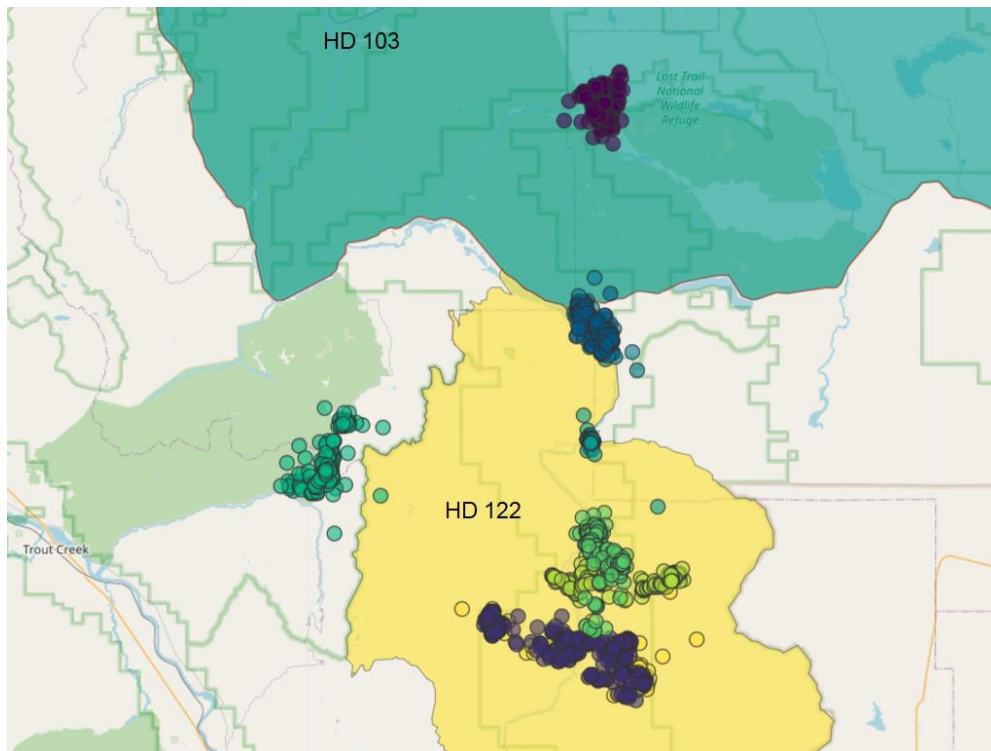 HD 103
Lost Trail
National
Wildlife
Refuge
HD 122
Trout Creek